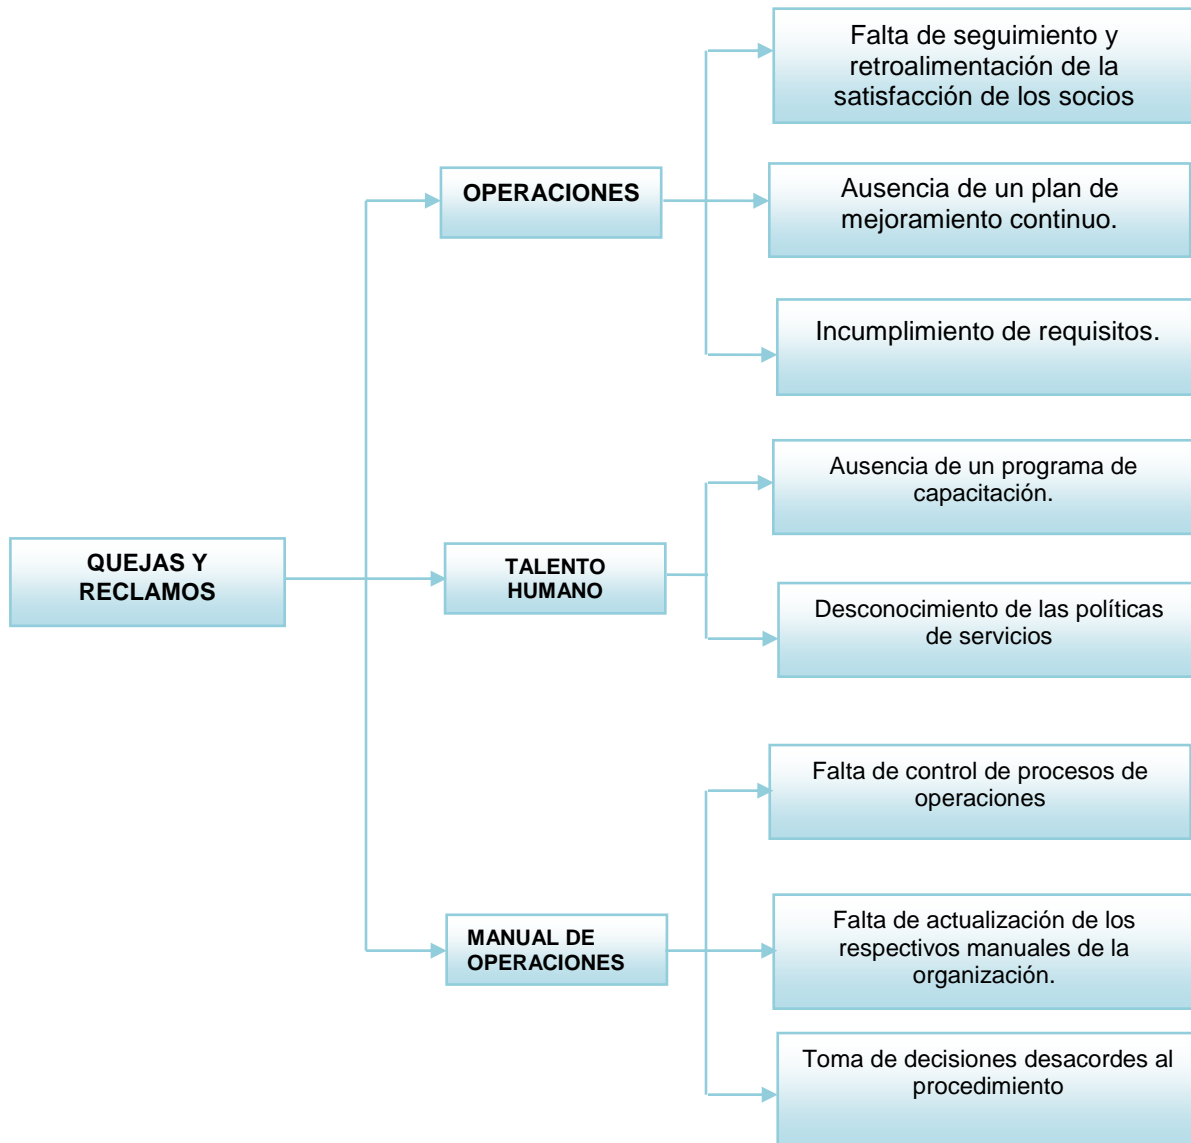 QUEJAS Y
RECLAMOS
OPERACIONES
Falta de seguimiento y
retroalimentación de la
satisfacción de los socios
Ausencia de un plan de
mejoramiento continuo.
Incumplimiento de requisitos.
TALENTO
HUMANO
Ausencia de un programa de
capacitación.
Desconocimiento de las políticas
de servicios
MANUAL DE
OPERACIONES
Falta de control de procesos de
operaciones
Falta de actualización de los
respectivos manuales de la
organización.
Toma de decisiones desacordes al
procedimiento